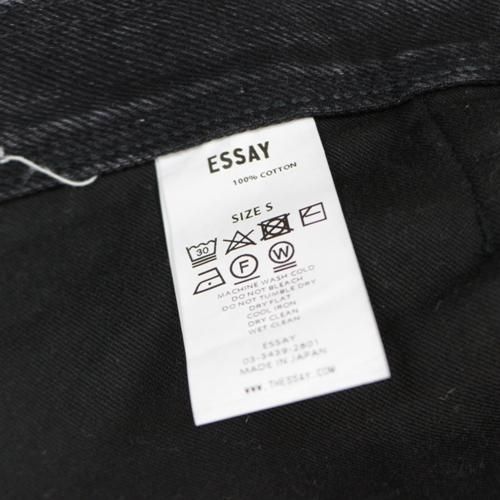 ESSAY
100% COTTON
SIZE S
30
F W
MACHINE WASH COLD
DO NOT BLEACH
DO NOT TUMBLE DRY
DRY FLAT
COOL IRON
DRY CLEAN
WET CLEAN
ESSAY
03-5459-2801
MADE IN JAPAN
WWW.THESSAY.COM